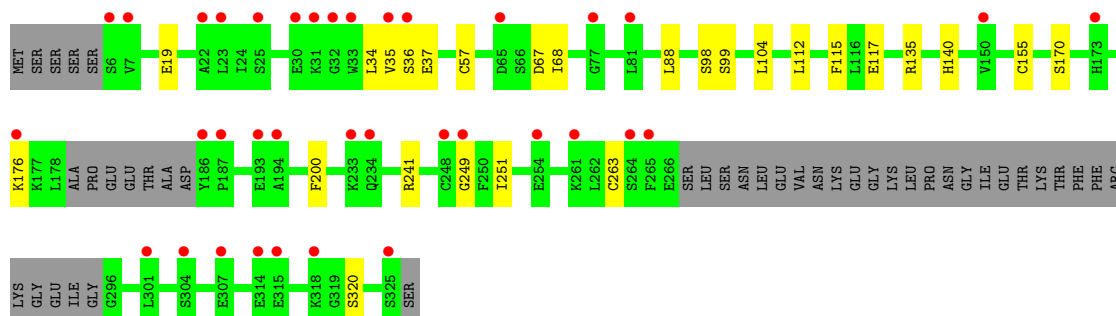 MET SER SER SER SER S6 V7 E19 A22 L23 I24 S25 E30 K31 G32 W33 L34 V35 S36 E37 C57 D65 S66 D67 I68 G77 L81 L88 S98 S99 L104 L112 F115 L116 E117 R135 H140 V150 C155 S170 H173
K176 K177 L178 ALA PRO GLU GLU THR ALA ASP Y186 P187 E193 A194 F200 K233 Q234 R241 C248 G249 F250 I251 E254 K261 L262 C263 S264 F265 E266 SER LEU SER ASN LEU GLU VAL ASN LYS GLU GLY LYS LEU PRO ASN GLY ILE GLU THR LYS THR PHE PHE ARG
LYS GLY GLU ILE GLY G296 L301 S304 E307 E314 E315 K318 G319 S320 S325 SER